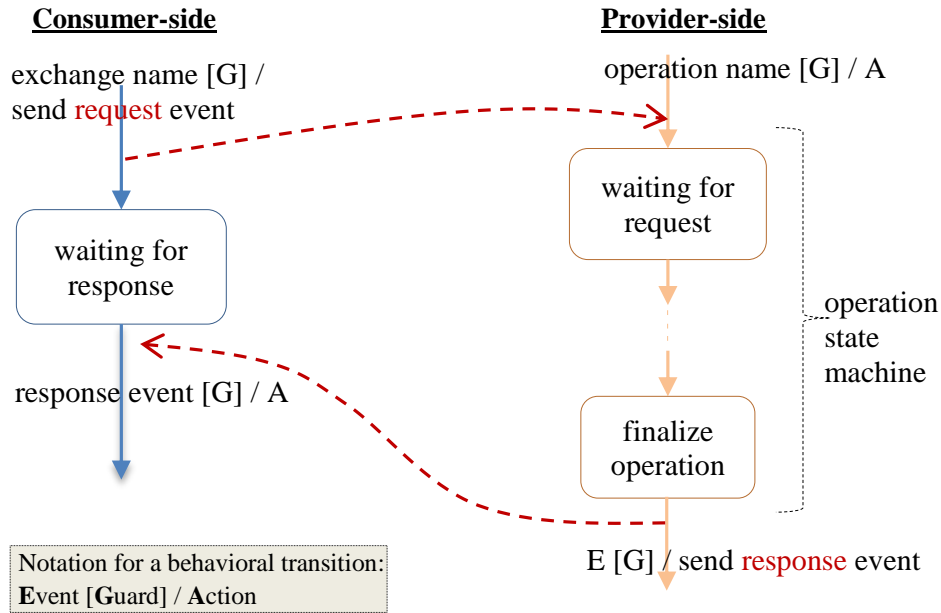 Consumer-side
Provider-side
exchange name [G] /
send request event
operation name [G] / A
waiting for
request
waiting for
response
operation
state
machine
response event [G] / A
finalize
operation
E [G] / send response event
Notation for a behavioral transition:
Event [Guard] / Action